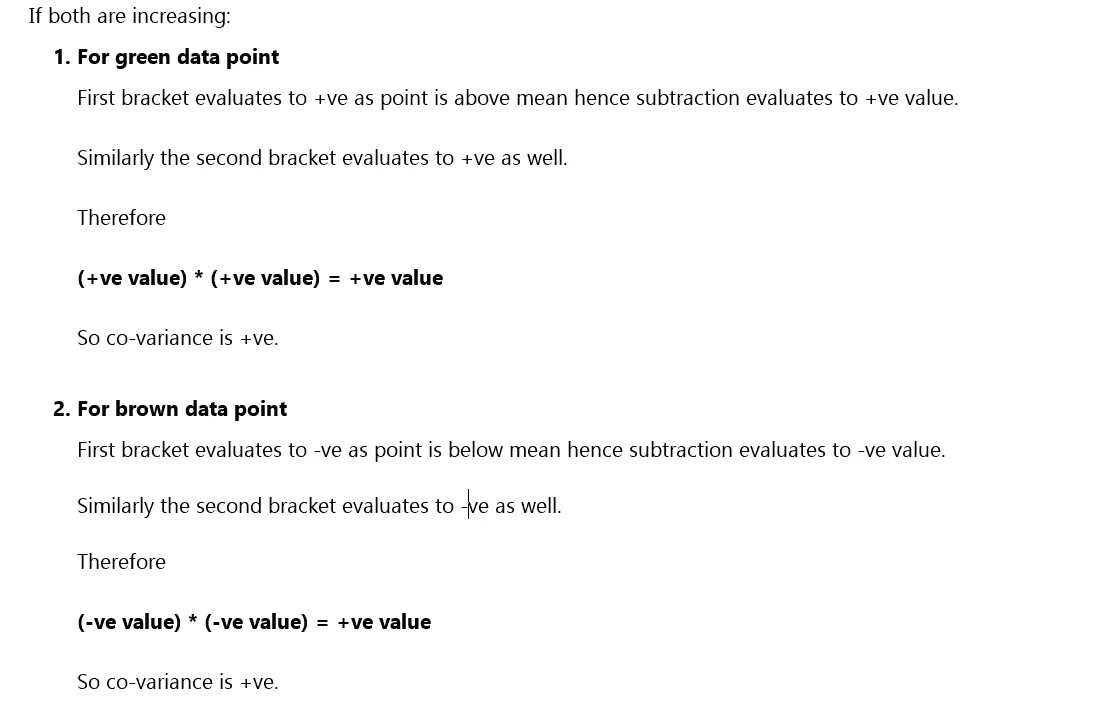 If both are increasing:
1. For green data point
First bracket evaluates to +ve as point is above mean hence subtraction evaluates to +ve value.
Similarly the second bracket evaluates to +ve as well.
Therefore
(+ve value) * (+ve value) = +ve value
So co-variance is +ve.
2. For brown data point
First bracket evaluates to -ve as point is below mean hence subtraction evaluates to -ve value.
Similarly the second bracket evaluates to -ve as well.
Therefore
(-ve value) * (-ve value) = +ve value
So co-variance is +ve.